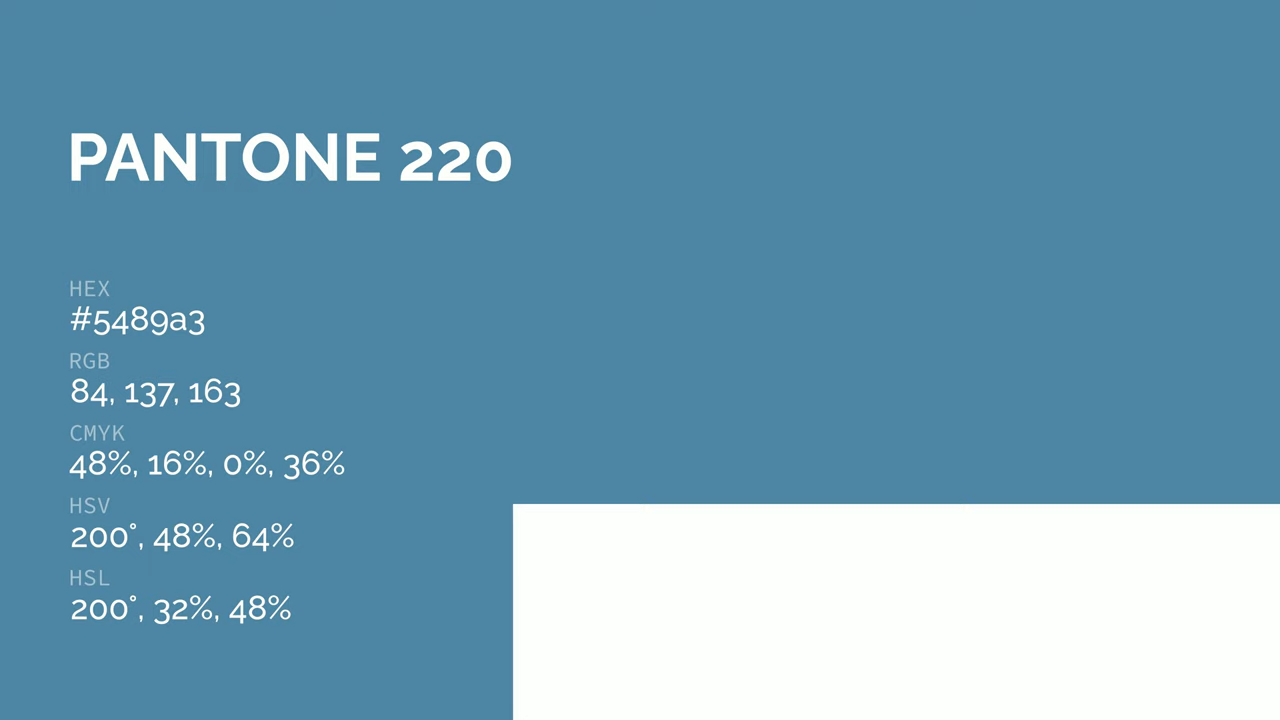 PANTONE 220
HEX
#5489a3
RGB
84, 137, 163
CMYK
48%, 16%, 0%, 36%
HSV
200°, 48%, 64%
HSL
200°, 32%, 48%